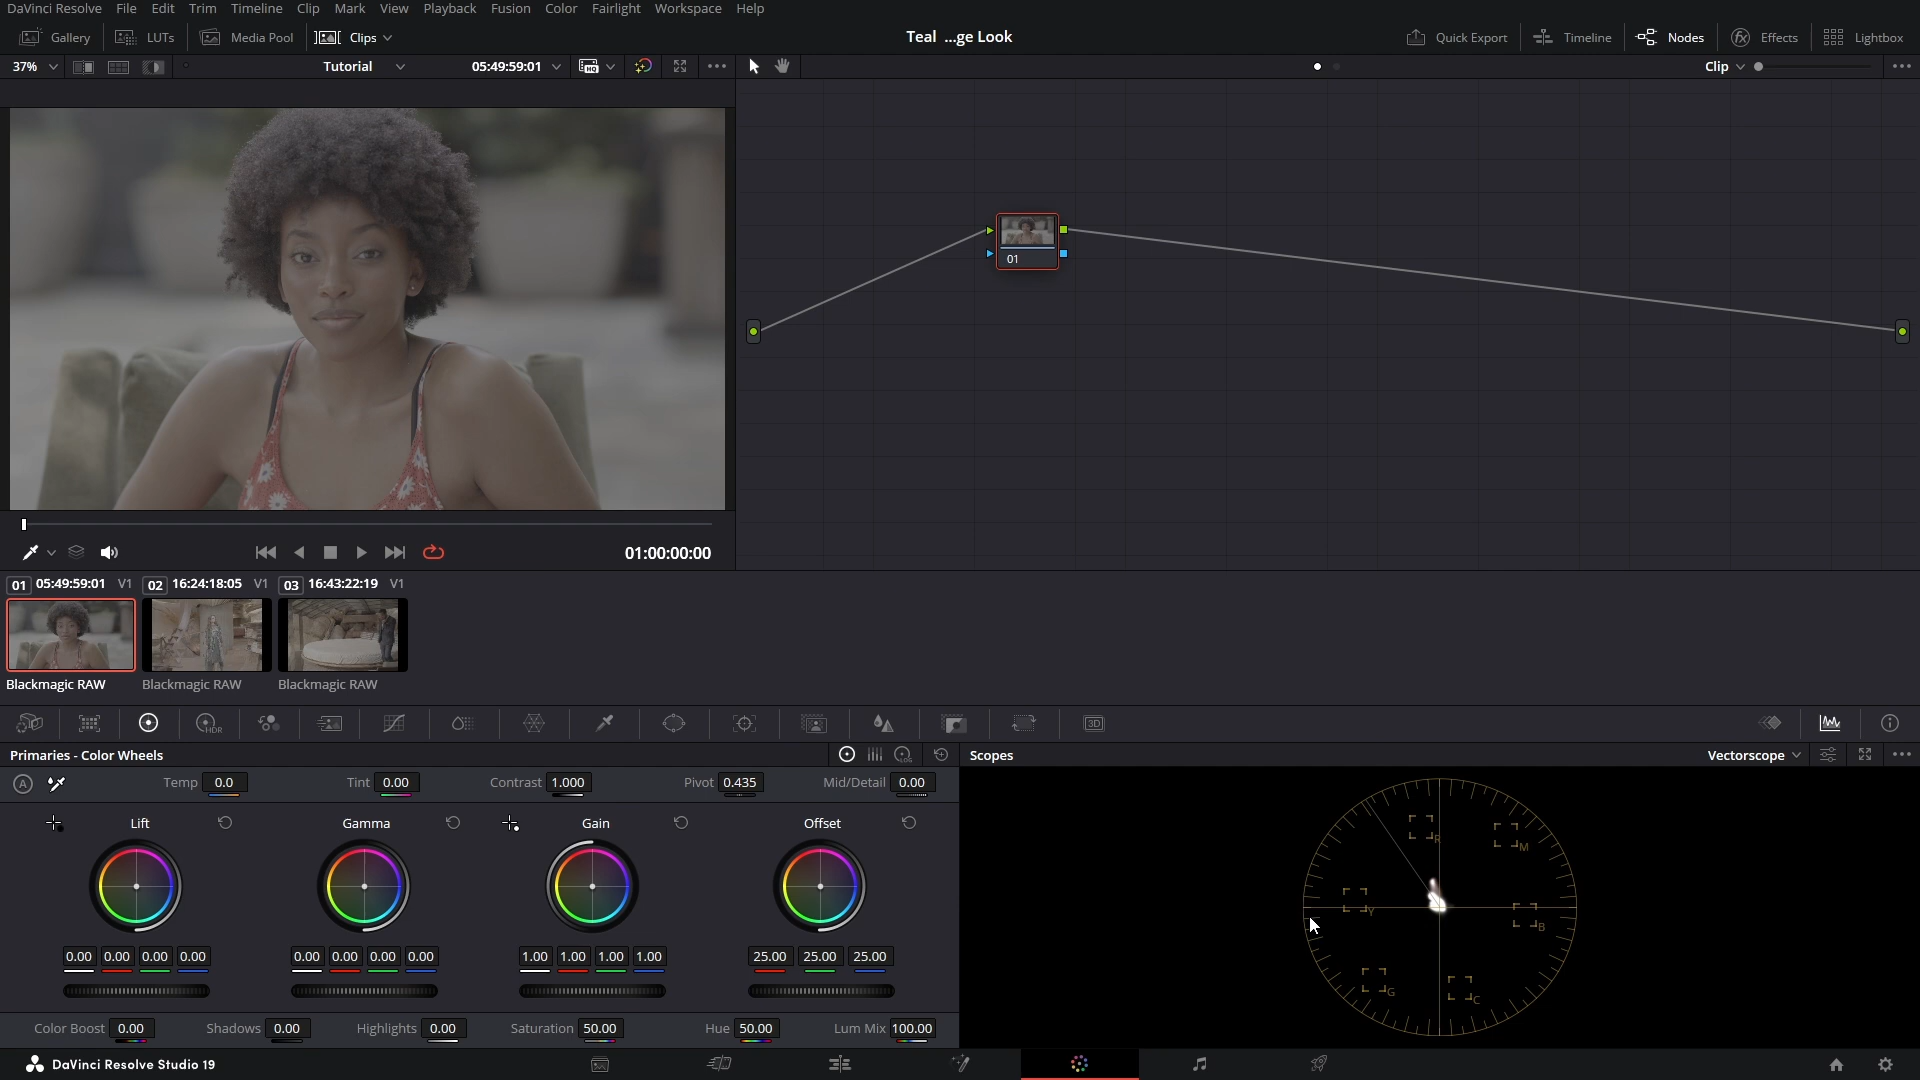 DaVinci Resolve File Edit Trim Timeline Clip Mark View Playback Fusion Color Fairlight Workspace Help
Gallery LUTs Media Pool Clips Teal ...ge Look Quick Export Timeline Nodes Effects Lightbox
37% Tutorial 05:49:59:01 Clip
01
01:00:00:00
01 05:49:59:01 V1 02 16:24:18:05 V1 03 16:43:22:19 V1
Blackmagic RAW Blackmagic RAW Blackmagic RAW
HDR 3D
Primaries - Color Wheels LOG Scopes Vectorscope
A Temp 0.0 Tint 0.00 Contrast 1.000 Pivot 0.435 Mid/Detail 0.00
Lift Gamma Gain Offset
R M
Y B
G C
0.00 0.00 0.00 0.00 0.00 0.00 0.00 0.00 1.00 1.00 1.00 1.00 25.00 25.00 25.00
Color Boost 0.00 Shadows 0.00 Highlights 0.00 Saturation 50.00 Hue 50.00 Lum Mix 100.00
DaVinci Resolve Studio 19